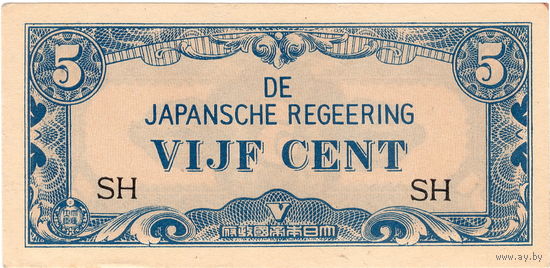 5 5
DE
JAPANSCHE REGEERING
VIJF CENT
SH SH
V
府政國帝本日大
www.ay.by